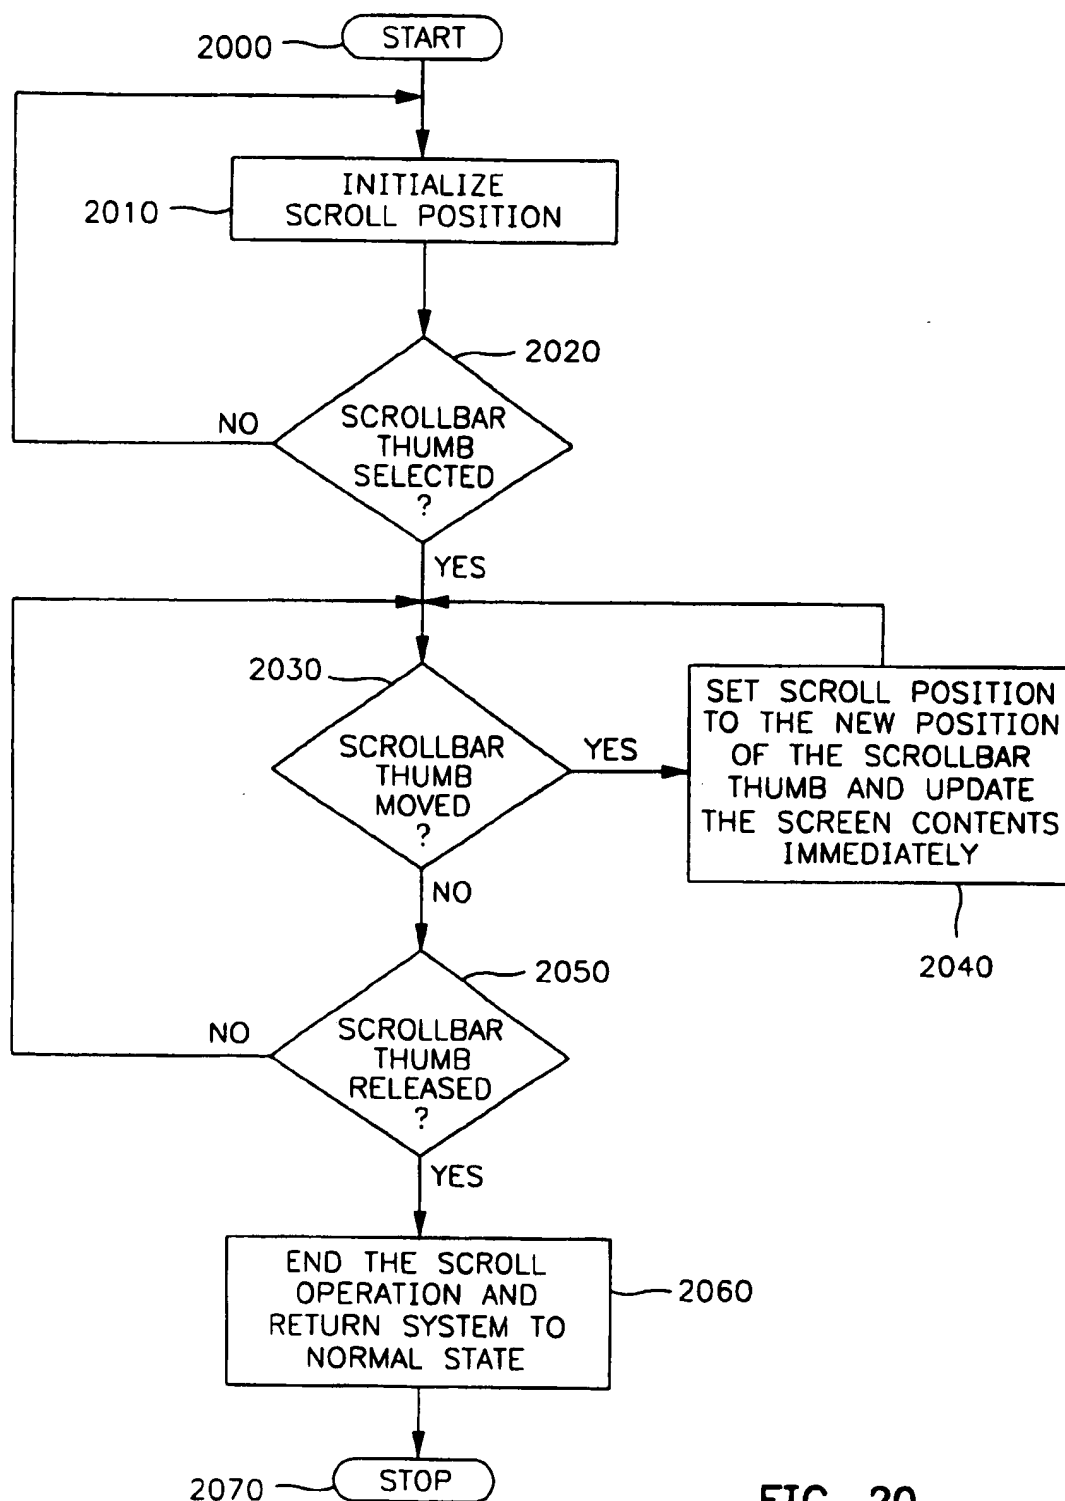 2000
START
2010
INITIALIZE
SCROLL POSITION
2020
SCROLLBAR
THUMB
SELECTED
?
NO
YES
2030
SCROLLBAR
THUMB
MOVED
?
YES
SET SCROLL POSITION
TO THE NEW POSITION
OF THE SCROLLBAR
THUMB AND UPDATE
THE SCREEN CONTENTS
IMMEDIATELY
2040
NO
2050
SCROLLBAR
THUMB
RELEASED
?
NO
YES
END THE SCROLL
OPERATION AND
RETURN SYSTEM TO
NORMAL STATE
2060
2070
STOP
FIG. 20